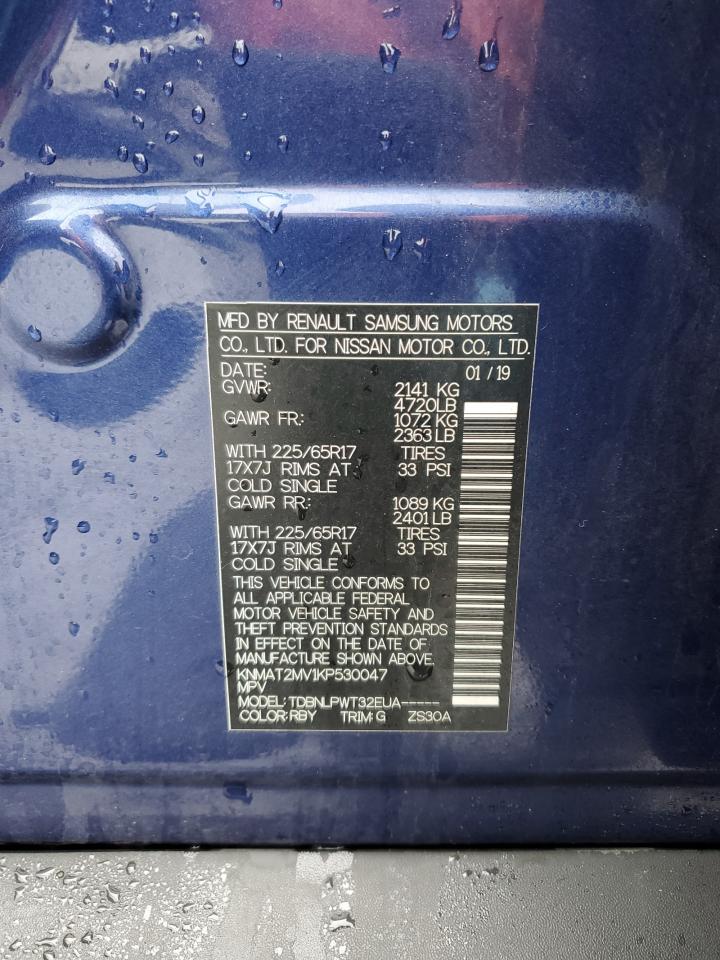 MFD BY RENAULT SAMSUNG MOTORS
CO., LTD. FOR NISSAN MOTOR CO., LTD.
DATE: 01 / 19
GVWR: 2141 KG
4720LB
GAWR FR.: 1072 KG
2363 LB
WITH 225/65R17 TIRES
17X7J RIMS AT 33 PSI
COLD SINGLE
GAWR RR: 1089 KG
2401 LB
WITH 225/65R17 TIRES
17X7J RIMS AT 33 PSI
COLD SINGLE
THIS VEHICLE CONFORMS TO
ALL APPLICABLE FEDERAL
MOTOR VEHICLE SAFETY AND
THEFT PREVENTION STANDARDS
IN EFFECT ON THE DATE OF
MANUFACTURE SHOWN ABOVE.
KNMAT2MV1KP530047
MPV
MODEL: TDBNLPWT32EUA-----
COLOR: RBY TRIM: G ZS30A